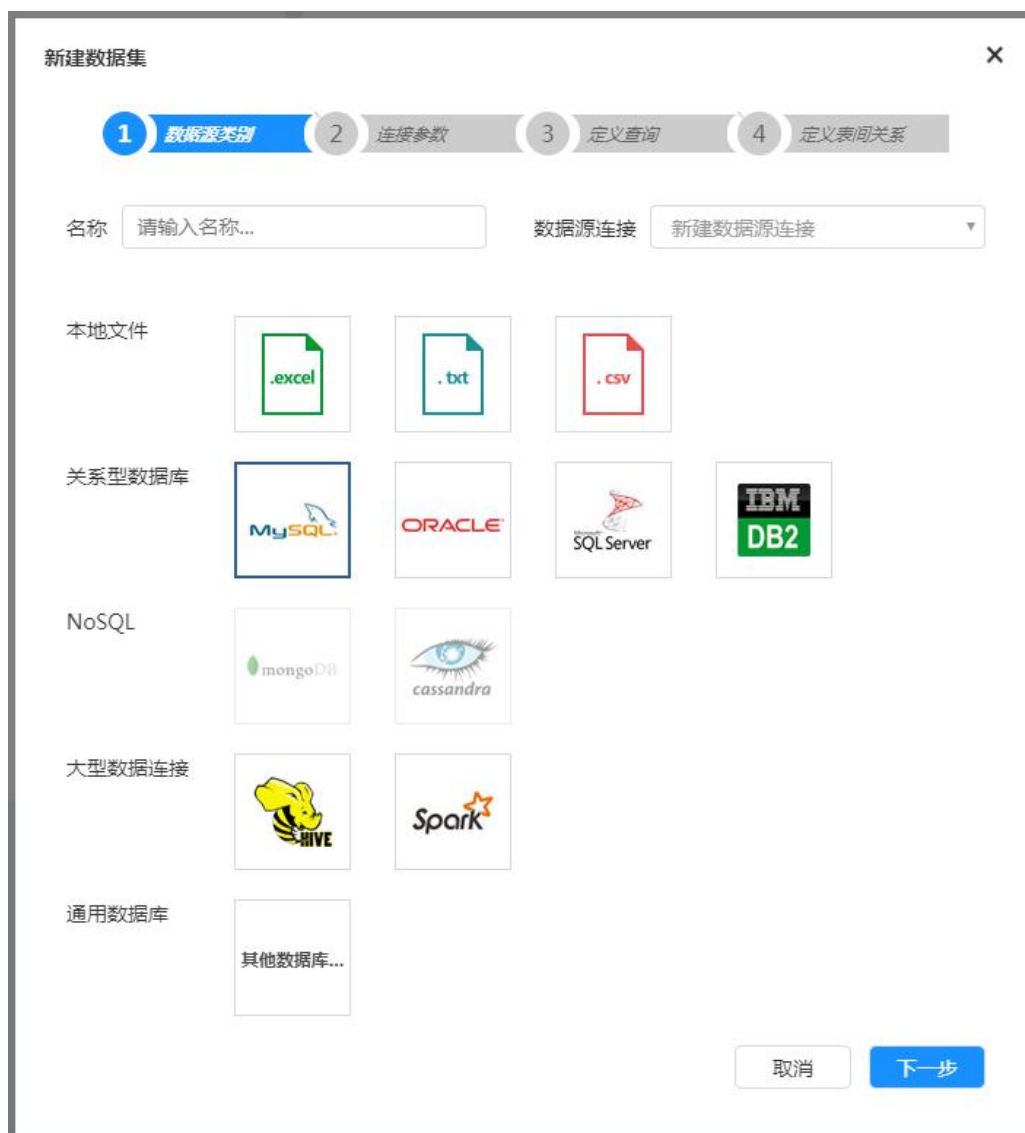 新建数据集 ×
1 数据源类别 2 连接参数 3 定义查询 4 定义表间关系
名称 请输入名称... 数据源连接 新建数据源连接
本地文件
.excel . txt . csv
关系型数据库
MySQL. ORACLE Microsoft SQL Server IBM DB2
NoSQL
mongoDB cassandra
大型数据连接
HIVE Spark
通用数据库
其他数据库...
取消 下一步